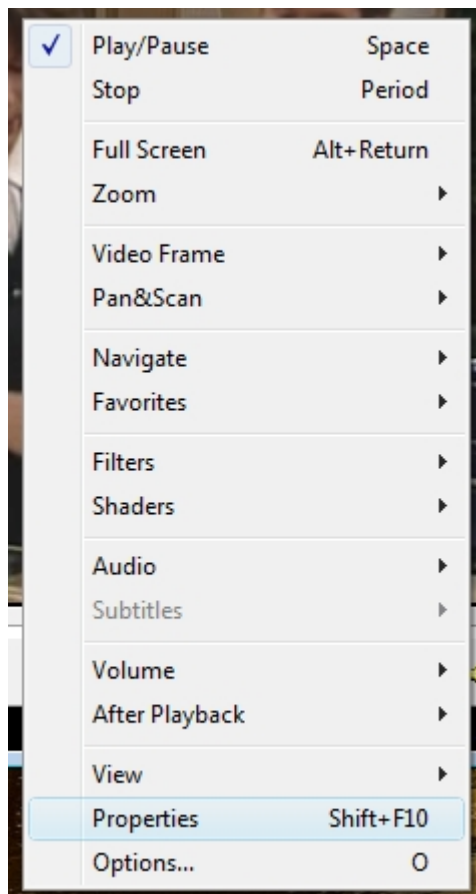 Play/Pause Space
Stop Period
Full Screen Alt+Return
Zoom
Video Frame
Pan&Scan
Navigate
Favorites
Filters
Shaders
Audio
Subtitles
Volume
After Playback
View
Properties Shift+F10
Options... O